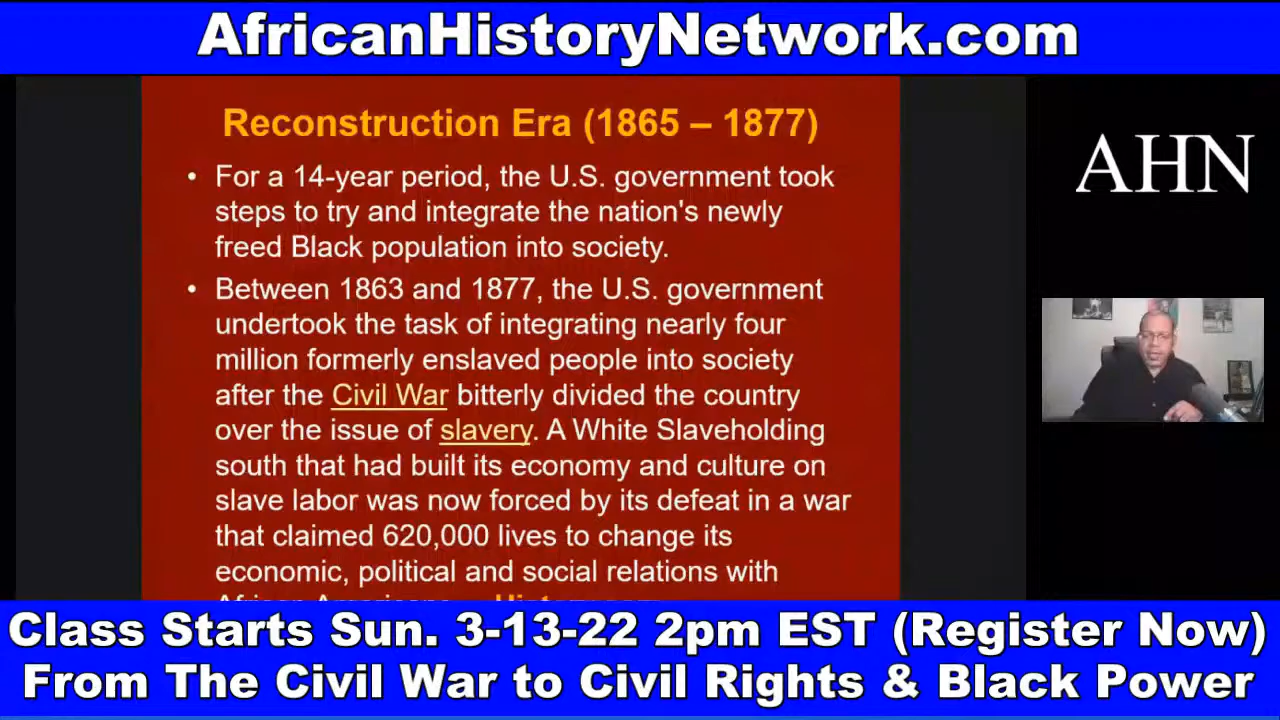 AfricanHistoryNetwork.com
Reconstruction Era (1865 – 1877)
• For a 14-year period, the U.S. government took
steps to try and integrate the nation's newly
freed Black population into society.
• Between 1863 and 1877, the U.S. government
undertook the task of integrating nearly four
million formerly enslaved people into society
after the Civil War bitterly divided the country
over the issue of slavery. A White Slaveholding
south that had built its economy and culture on
slave labor was now forced by its defeat in a war
that claimed 620,000 lives to change its
economic, political and social relations with
AHN
Class Starts Sun. 3-13-22 2pm EST (Register Now)
From The Civil War to Civil Rights & Black Power